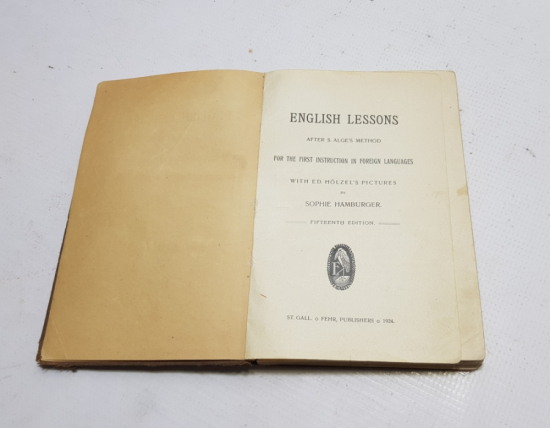 ENGLISH LESSONS
AFTER S. ALGE'S METHOD
FOR THE FIRST INSTRUCTION IN FOREIGN LANGUAGES
WITH ED. HÖLZEL'S PICTURES
BY
SOPHIE HAMBURGER.
FIFTEENTH EDITION.
ST. GALL. FEHR, PUBLISHERS